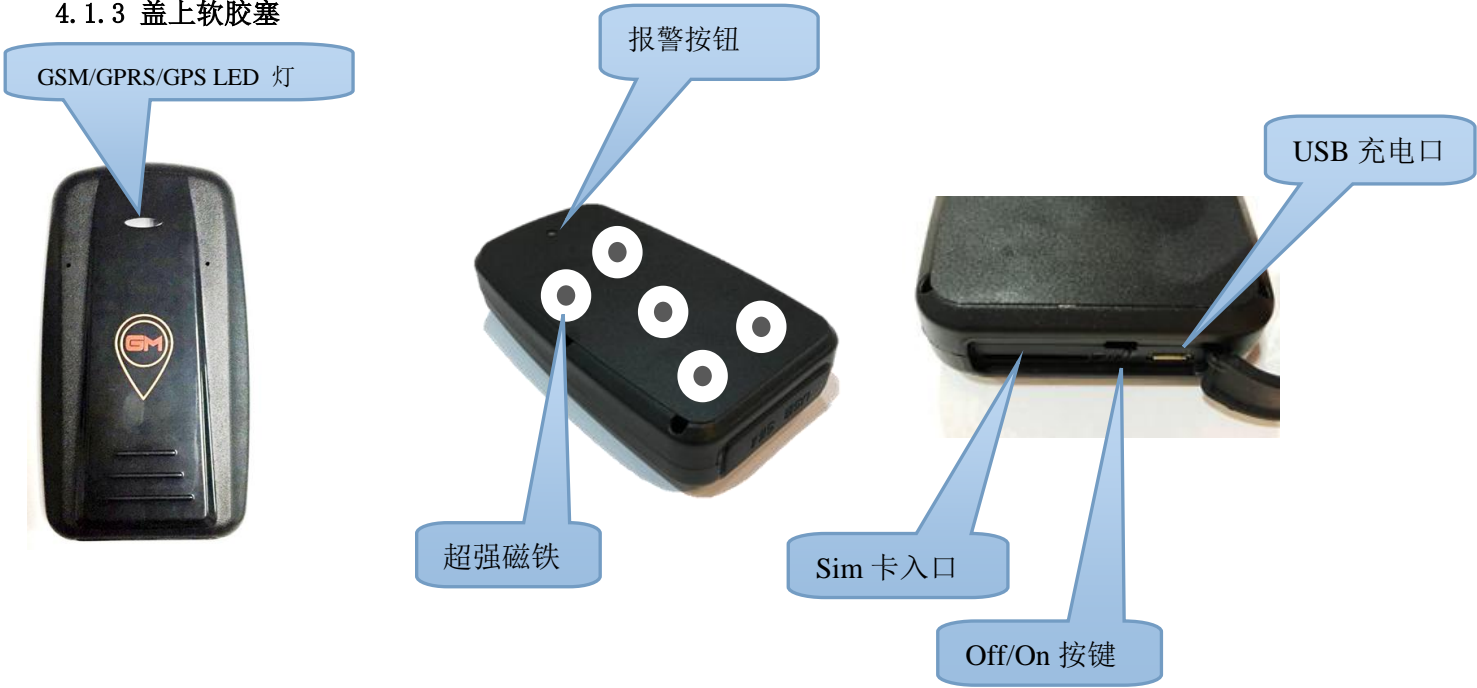 4.1.3 盖上软胶塞
GSM/GPRS/GPS LED 灯
报警按钮
USB 充电口
GM
超强磁铁
Sim 卡入口
Off/On 按键